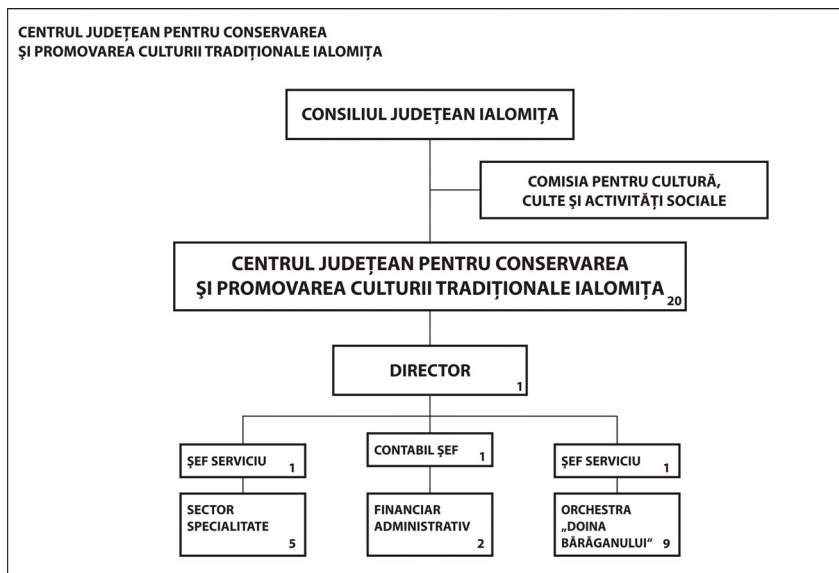 CENTRUL JUDEȚEAN PENTRU CONSERVAREA
ŞI PROMOVAREA CULTURII TRADIȚIONALE IALOMIȚA
CONSILIUL JUDEȚEAN IALOMIȚA
COMISIA PENTRU CULTURĂ,
CULTE ŞI ACTIVITĂȚI SOCIALE
CENTRUL JUDEȚEAN PENTRU CONSERVAREA
ŞI PROMOVAREA CULTURII TRADIȚIONALE IALOMIȚA 20
DIRECTOR 1
ŞEF SERVICIU 1
CONTABIL ŞEF 1
ŞEF SERVICIU 1
SECTOR
SPECIALITATE
5
FINANCIAR
ADMINISTRATIV
2
ORCHESTRA
„DOINA
BĂRĂGANULUI“ 9